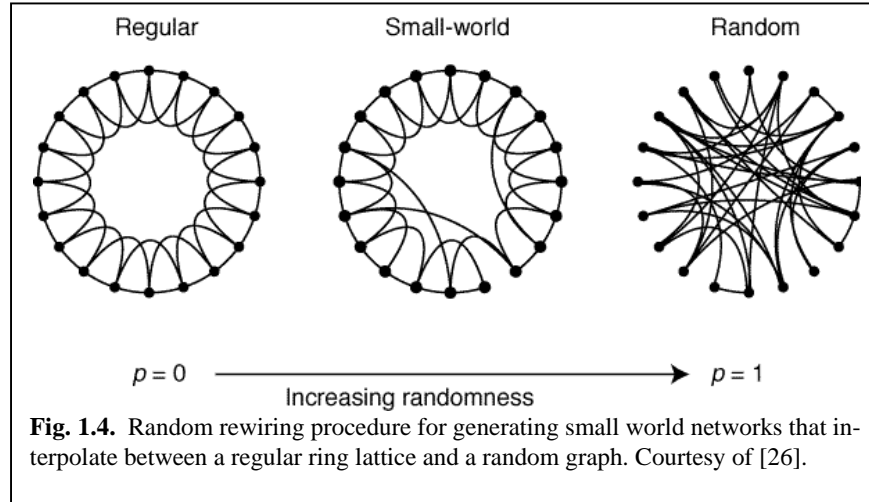 Regular Small-world Random
p = 0 p = 1
Increasing randomness
Fig. 1.4. Random rewiring procedure for generating small world networks that in-
terpolate between a regular ring lattice and a random graph. Courtesy of [26].